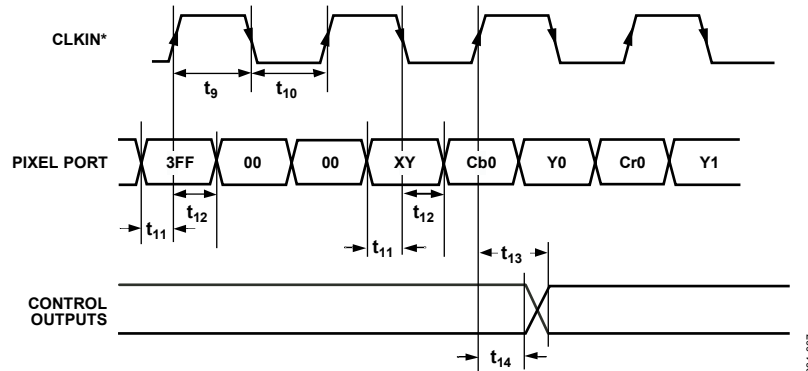 CLKIN*
t9
t10
PIXEL PORT
3FF
00
00
XY
Cb0
Y0
Cr0
Y1
t12
t12
t11
t11
t13
CONTROL
OUTPUTS
t14